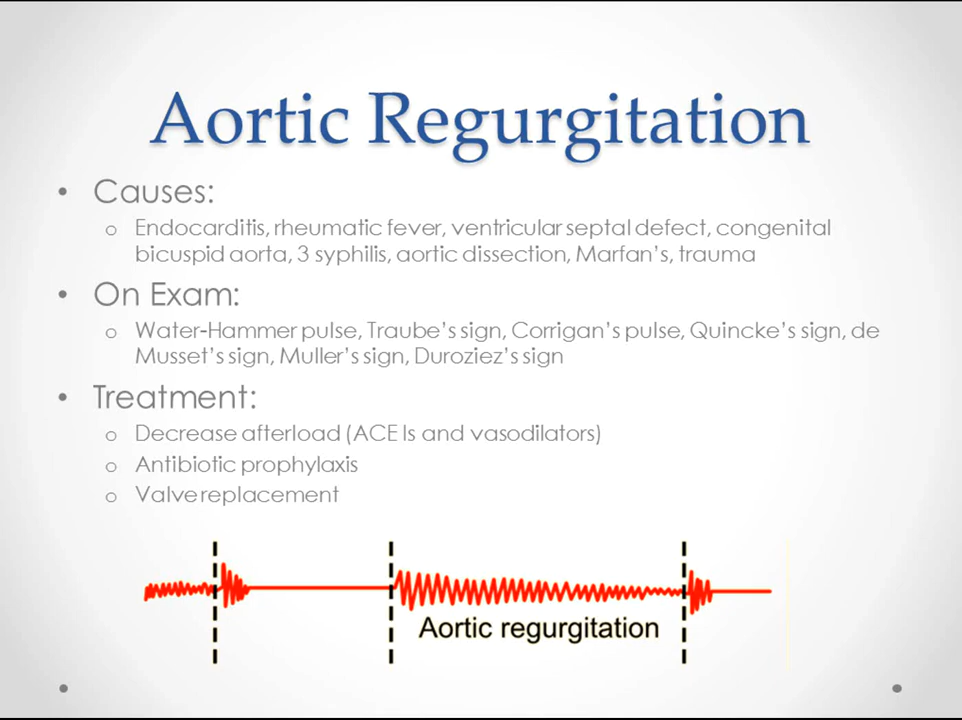 Aortic Regurgitation
• Causes:
o Endocarditis, rheumatic fever, ventricular septal defect, congenital
bicuspid aorta, 3 syphilis, aortic dissection, Marfan's, trauma
• On Exam:
o Water-Hammer pulse, Traube's sign, Corrigan's pulse, Quincke's sign, de
Musset's sign, Muller's sign, Duroziez's sign
• Treatment:
o Decrease afterload (ACE Is and vasodilators)
o Antibiotic prophylaxis
o Valve replacement
Aortic regurgitation